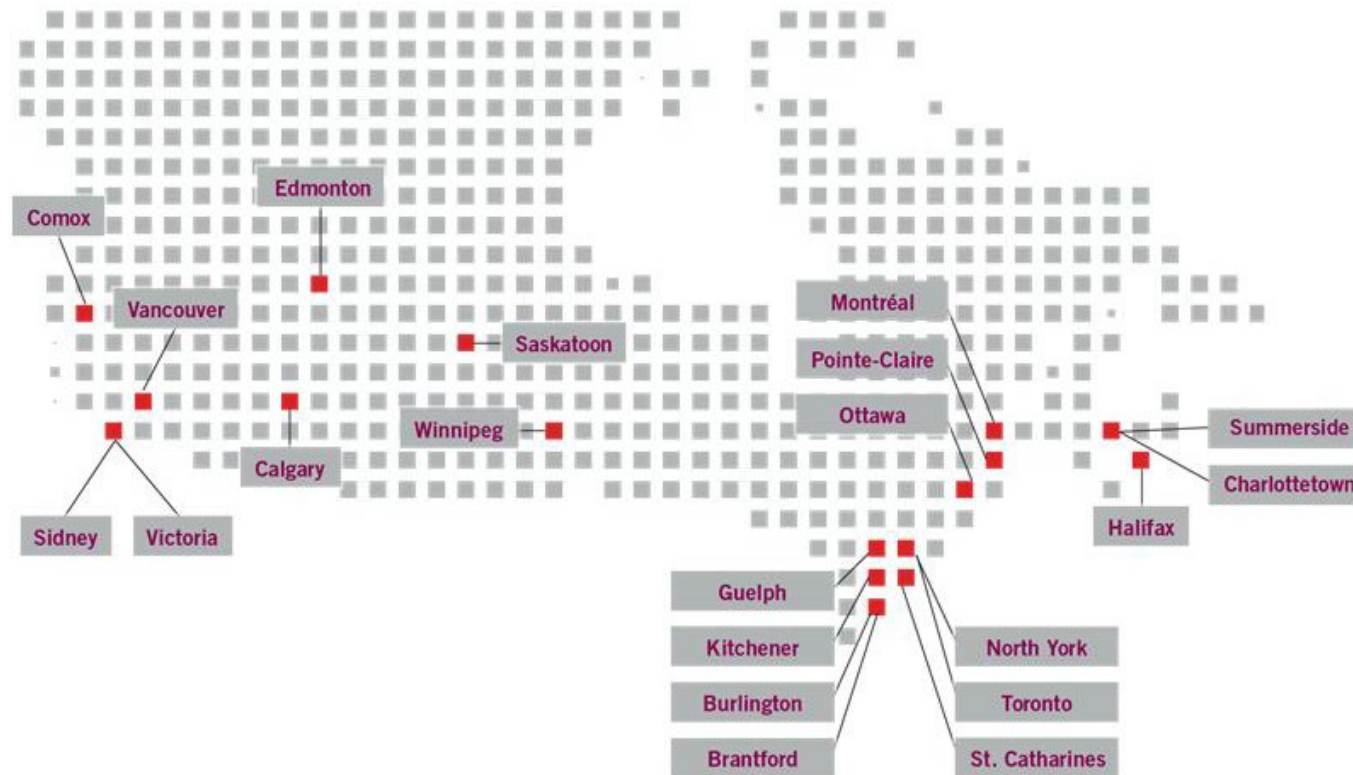 Edmonton
Comox
Vancouver
Montréal
Saskatoon
Pointe-Claire
Ottawa
Winnipeg
Summerside
Calgary
Charlottetown
Sidney
Victoria
Halifax
Guelph
Kitchener
North York
Burlington
Toronto
Brantford
St. Catharines